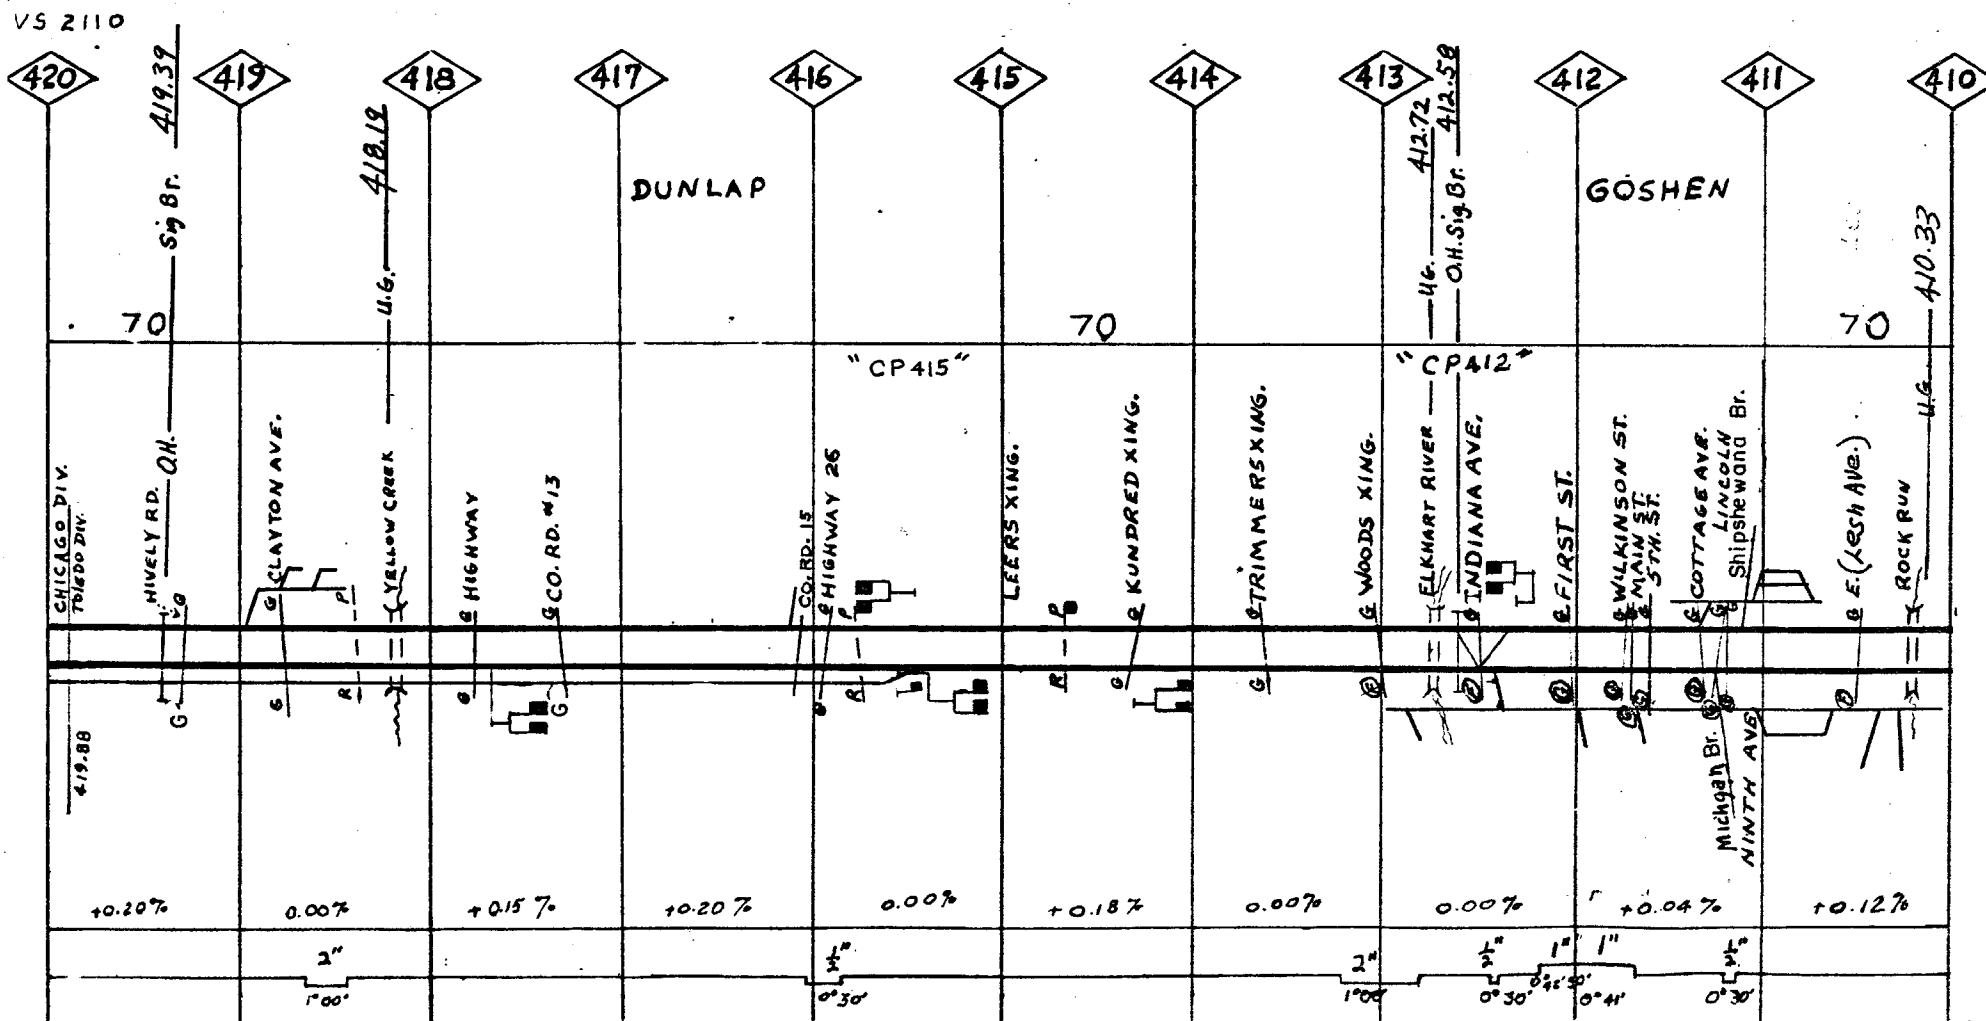 VS 2110
420 419 418 417 416 415 414 413 412 411 410
419.39
Sig Br.
418.19
U.G.
DUNLAP
412.72
U.G.
412.58
O.H. Sig Br.
GOSHEN
410.33
U.G.
70 70 70
"CP415"
"CP412"
CHICAGO DIV.
TOLEDO DIV.
419.88
HIVELY RD. O.H.
G
G
CLAYTON AVE.
G
G
P
R
YELLOW CREEK
G HIGHWAY
G
G CO. RD. #13
G
CO. RD. 15
G HIGHWAY 26
G
P
R
LEERS XING.
P
R
G KUNDRED XING.
G
G TRIMMERS XING.
G
G WOODS XING.
ELKHART RIVER
G INDIANA AVE.
G FIRST ST.
G
G WILKINSON ST.
G MAIN ST.
G 5TH. ST.
G COTTAGE AVE.
G LINCOLN
Shipshewana Br.
Michigan Br.
NINTH AVE
G E. (Lesh Ave.)
ROCK RUN
+0.20% 0.00% +0.15% +0.20% 0.00% +0.18% 0.00% 0.00% +0.04% +0.12%
2" ½" 2" ½" 1" 1" ½"
1°00' 0°30' 1°00' 0°30' 0°42'30" 0°41' 0°30'